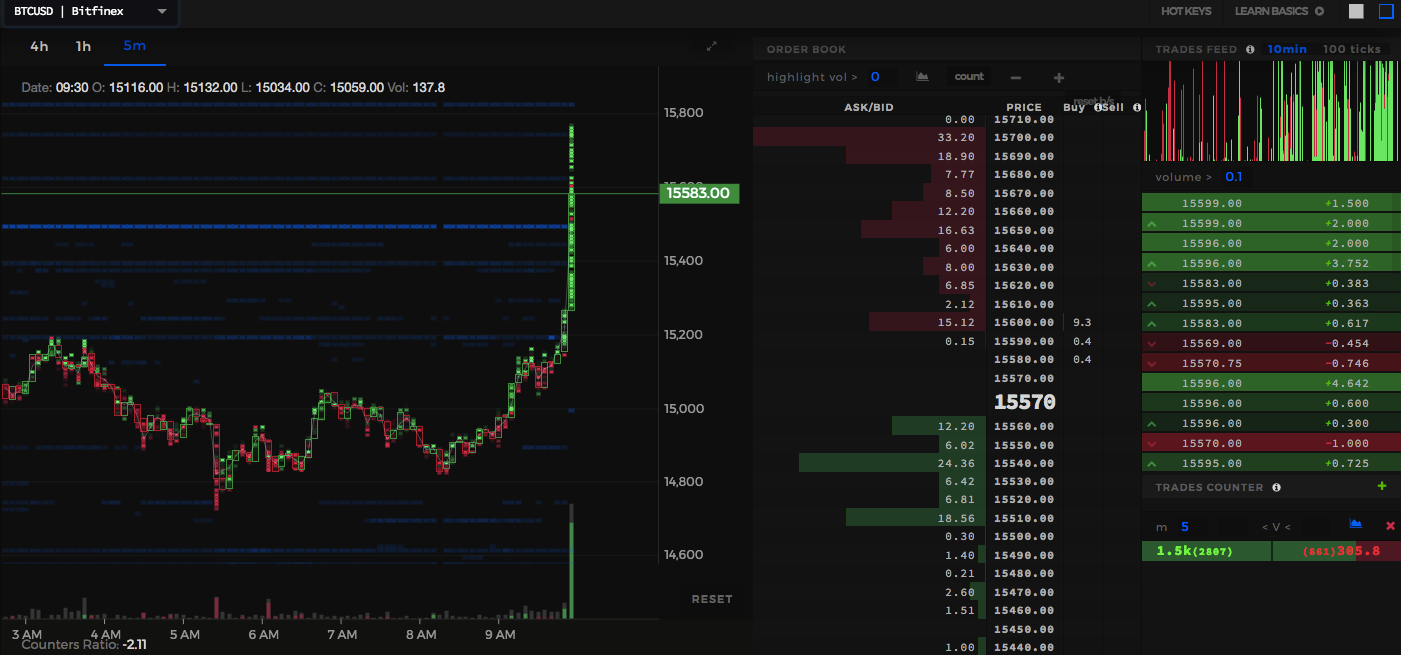 BTCUSD | Bitfinex
HOT KEYS LEARN BASICS
4h 1h 5m
Date: 09:30 O: 15116.00 H: 15132.00 L: 15034.00 C: 15059.00 Vol: 137.8
15,800
15583.00
15,400
15,200
15,000
14,800
14,600
RESET
3 AM 4 AM 5 AM 6 AM 7 AM 8 AM 9 AM
Counters Ratio: -2.11
ORDER BOOK
highlight vol > 0 count − +
reset b/s
ASK/BID PRICE Buy Sell
0.00 15710.00
33.20 15700.00
18.90 15690.00
7.77 15680.00
8.50 15670.00
12.20 15660.00
16.63 15650.00
6.00 15640.00
8.00 15630.00
6.85 15620.00
2.12 15610.00
15.12 15600.00 9.3
0.15 15590.00 0.4
15580.00 0.4
15570.00
15570
12.20 15560.00
6.02 15550.00
24.36 15540.00
6.42 15530.00
6.81 15520.00
18.56 15510.00
0.30 15500.00
1.40 15490.00
0.21 15480.00
2.60 15470.00
1.51 15460.00
15450.00
1.00 15440.00
TRADES FEED 10min 100 ticks
volume > 0.1
15599.00 +1.500
15599.00 +2.000
15596.00 +2.000
15596.00 +3.752
15583.00 +0.383
15595.00 +0.363
15583.00 +0.617
15569.00 -0.454
15570.75 -0.746
15596.00 +4.642
15596.00 +0.600
15596.00 +0.300
15570.00 -1.000
15595.00 +0.725
TRADES COUNTER +
m 5 < V <
1.5k(2807) (661)305.8